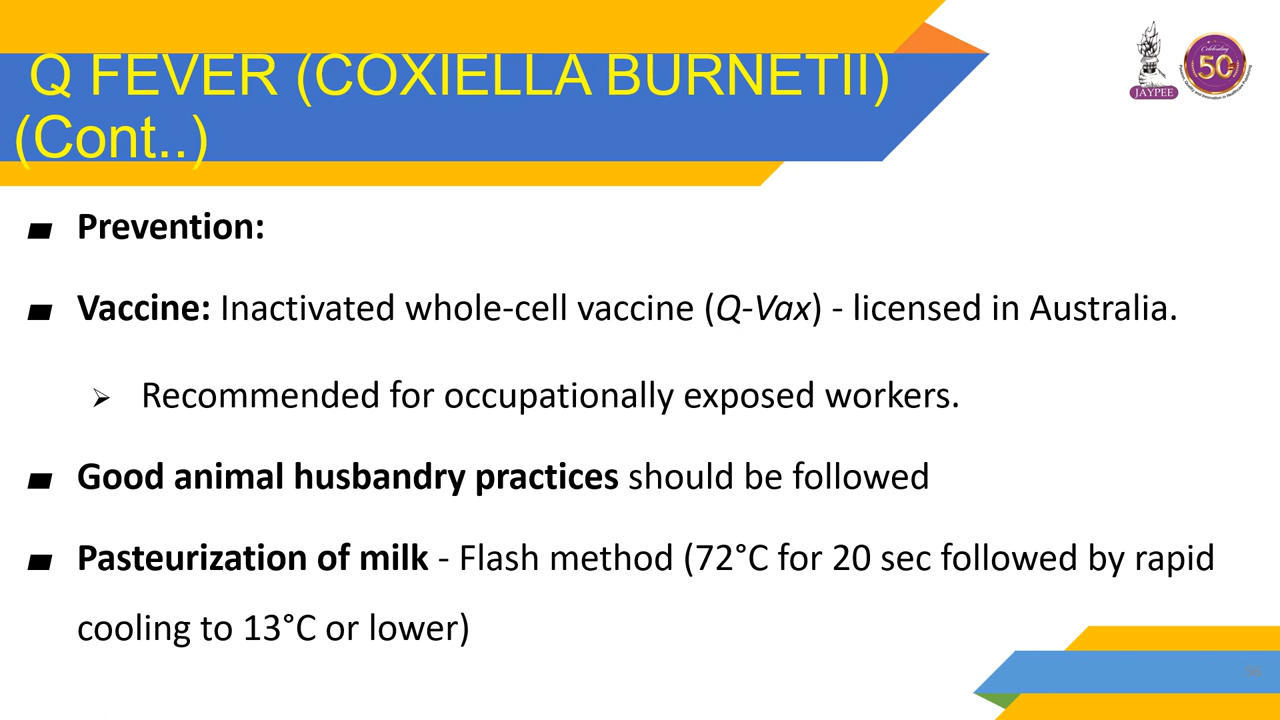 Q FEVER (COXIELLA BURNETII)
(Cont..)
JAYPEE
Celebrating
50
Prevention:
Vaccine: Inactivated whole-cell vaccine (Q-Vax) - licensed in Australia.
Recommended for occupationally exposed workers.
Good animal husbandry practices should be followed
Pasteurization of milk - Flash method (72°C for 20 sec followed by rapid
cooling to 13°C or lower)